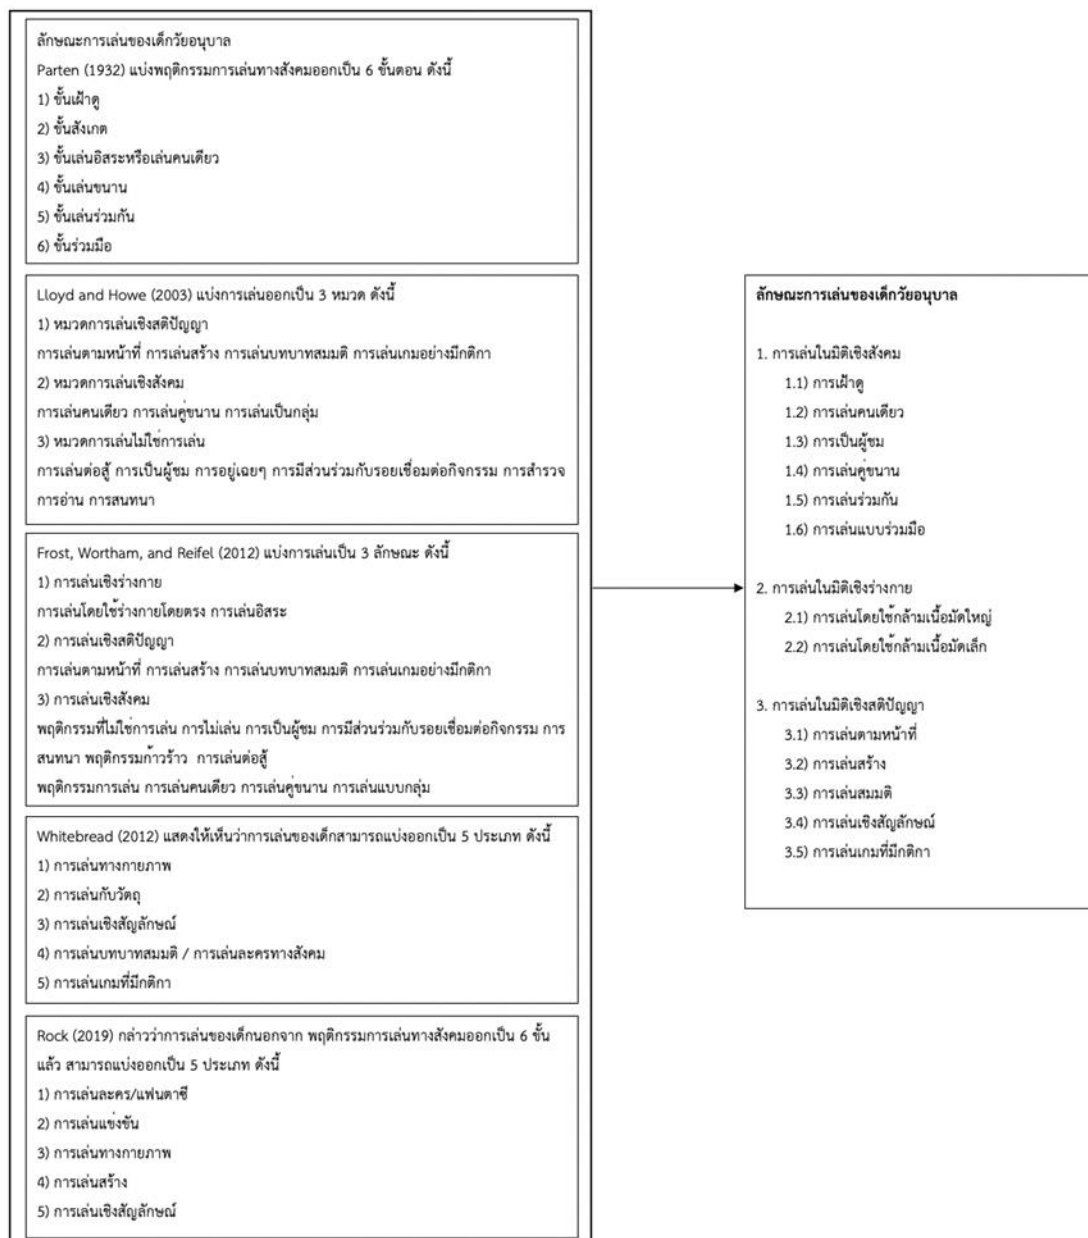 ลักษณะการเล่นของเด็กวัยอนุบาล
Parten (1932) แบ่งพฤติกรรมการเล่นทางสังคมออกเป็น 6 ขั้นตอน ดังนี้
1) ขั้นเฝ้าดู
2) ขั้นสังเกต
3) ขั้นเล่นอิสระหรือเล่นคนเดียว
4) ขั้นเล่นขนาน
5) ขั้นเล่นร่วมกัน
6) ขั้นร่วมมือ
Lloyd and Howe (2003) แบ่งการเล่นออกเป็น 3 หมวด ดังนี้
1) หมวดการเล่นเชิงสติปัญญา
การเล่นตามหน้าที่ การเล่นสร้าง การเล่นบทบาทสมมติ การเล่นเกมอย่างมีกติกา
2) หมวดการเล่นเชิงสังคม
การเล่นคนเดียว การเล่นคู่ขนาน การเล่นเป็นกลุ่ม
3) หมวดการเล่นไม่ใช่การเล่น
การเล่นต่อสู้ การเป็นผู้ชม การอยู่เฉยๆ การมีส่วนร่วมกับรอยเชื่อมต่อกิจกรรม การสำรวจ
การอ่าน การสนทนา
Frost, Wortham, and Reifel (2012) แบ่งการเล่นเป็น 3 ลักษณะ ดังนี้
1) การเล่นเชิงร่างกาย
การเล่นโดยใช้ร่างกายโดยตรง การเล่นอิสระ
2) การเล่นเชิงสติปัญญา
การเล่นตามหน้าที่ การเล่นสร้าง การเล่นบทบาทสมมติ การเล่นเกมอย่างมีกติกา
3) การเล่นเชิงสังคม
พฤติกรรมที่ไม่ใช่การเล่น การไม่เล่น การเป็นผู้ชม การมีส่วนร่วมกับรอยเชื่อมต่อกิจกรรม การ
สนทนา พฤติกรรมก้าวร้าว การเล่นต่อสู้
พฤติกรรมการเล่น การเล่นคนเดียว การเล่นคู่ขนาน การเล่นแบบกลุ่ม
Whitebread (2012) แสดงให้เห็นว่าการเล่นของเด็กสามารถแบ่งออกเป็น 5 ประเภท ดังนี้
1) การเล่นทางกายภาพ
2) การเล่นกับวัตถุ
3) การเล่นเชิงสัญลักษณ์
4) การเล่นบทบาทสมมติ / การเล่นละครทางสังคม
5) การเล่นเกมที่มีกติกา
Rock (2019) กล่าวว่าการเล่นของเด็กนอกจาก พฤติกรรมการเล่นทางสังคมออกเป็น 6 ขั้น
แล้ว สามารถแบ่งออกเป็น 5 ประเภท ดังนี้
1) การเล่นละคร/แฟนตาซี
2) การเล่นแข่งขัน
3) การเล่นทางกายภาพ
4) การเล่นสร้าง
5) การเล่นเชิงสัญลักษณ์
ลักษณะการเล่นของเด็กวัยอนุบาล
1. การเล่นในมิติเชิงสังคม
1.1) การเฝ้าดู
1.2) การเล่นคนเดียว
1.3) การเป็นผู้ชม
1.4) การเล่นคู่ขนาน
1.5) การเล่นร่วมกัน
1.6) การเล่นแบบร่วมมือ
2. การเล่นในมิติเชิงร่างกาย
2.1) การเล่นโดยใช้กล้ามเนื้อมัดใหญ่
2.2) การเล่นโดยใช้กล้ามเนื้อมัดเล็ก
3. การเล่นในมิติเชิงสติปัญญา
3.1) การเล่นตามหน้าที่
3.2) การเล่นสร้าง
3.3) การเล่นสมมติ
3.4) การเล่นเชิงสัญลักษณ์
3.5) การเล่นเกมที่มีกติกา